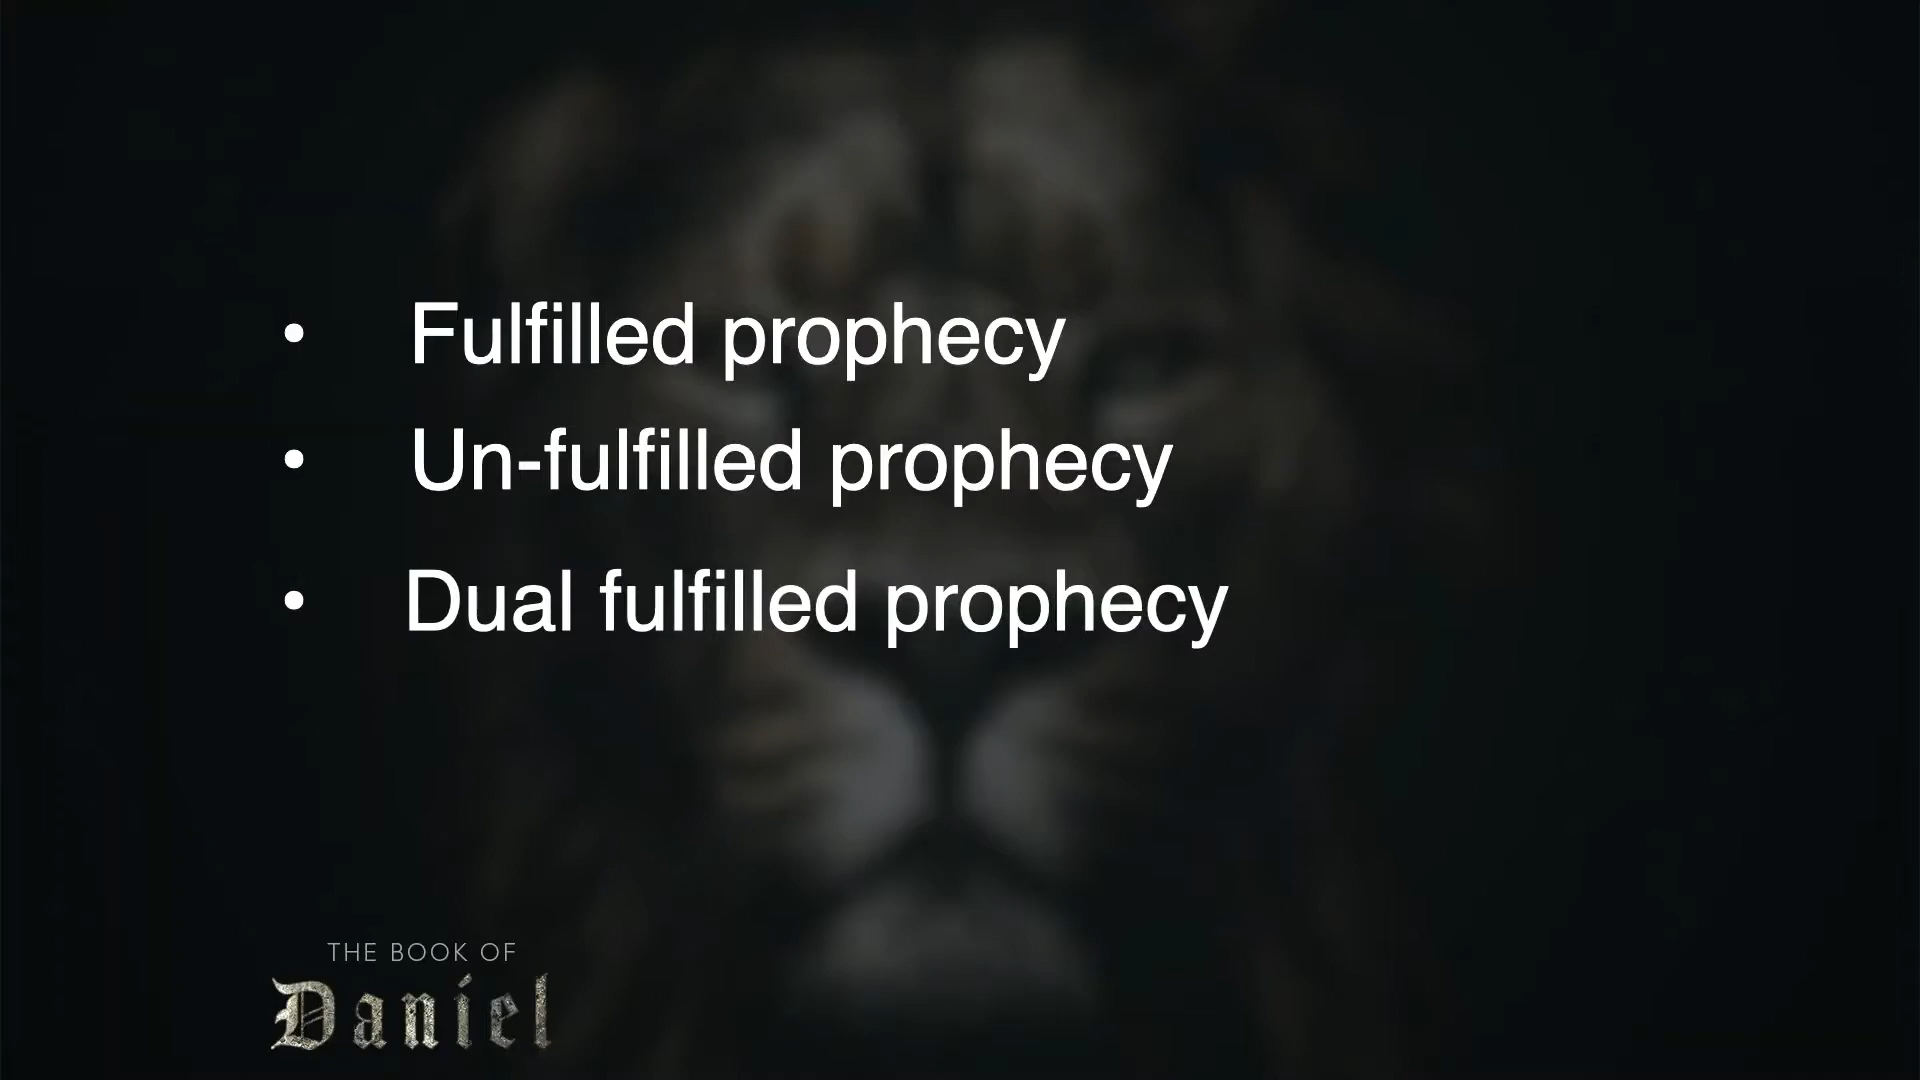 • Fulfilled prophecy
• Un-fulfilled prophecy
• Dual fulfilled prophecy
THE BOOK OF
Daniel